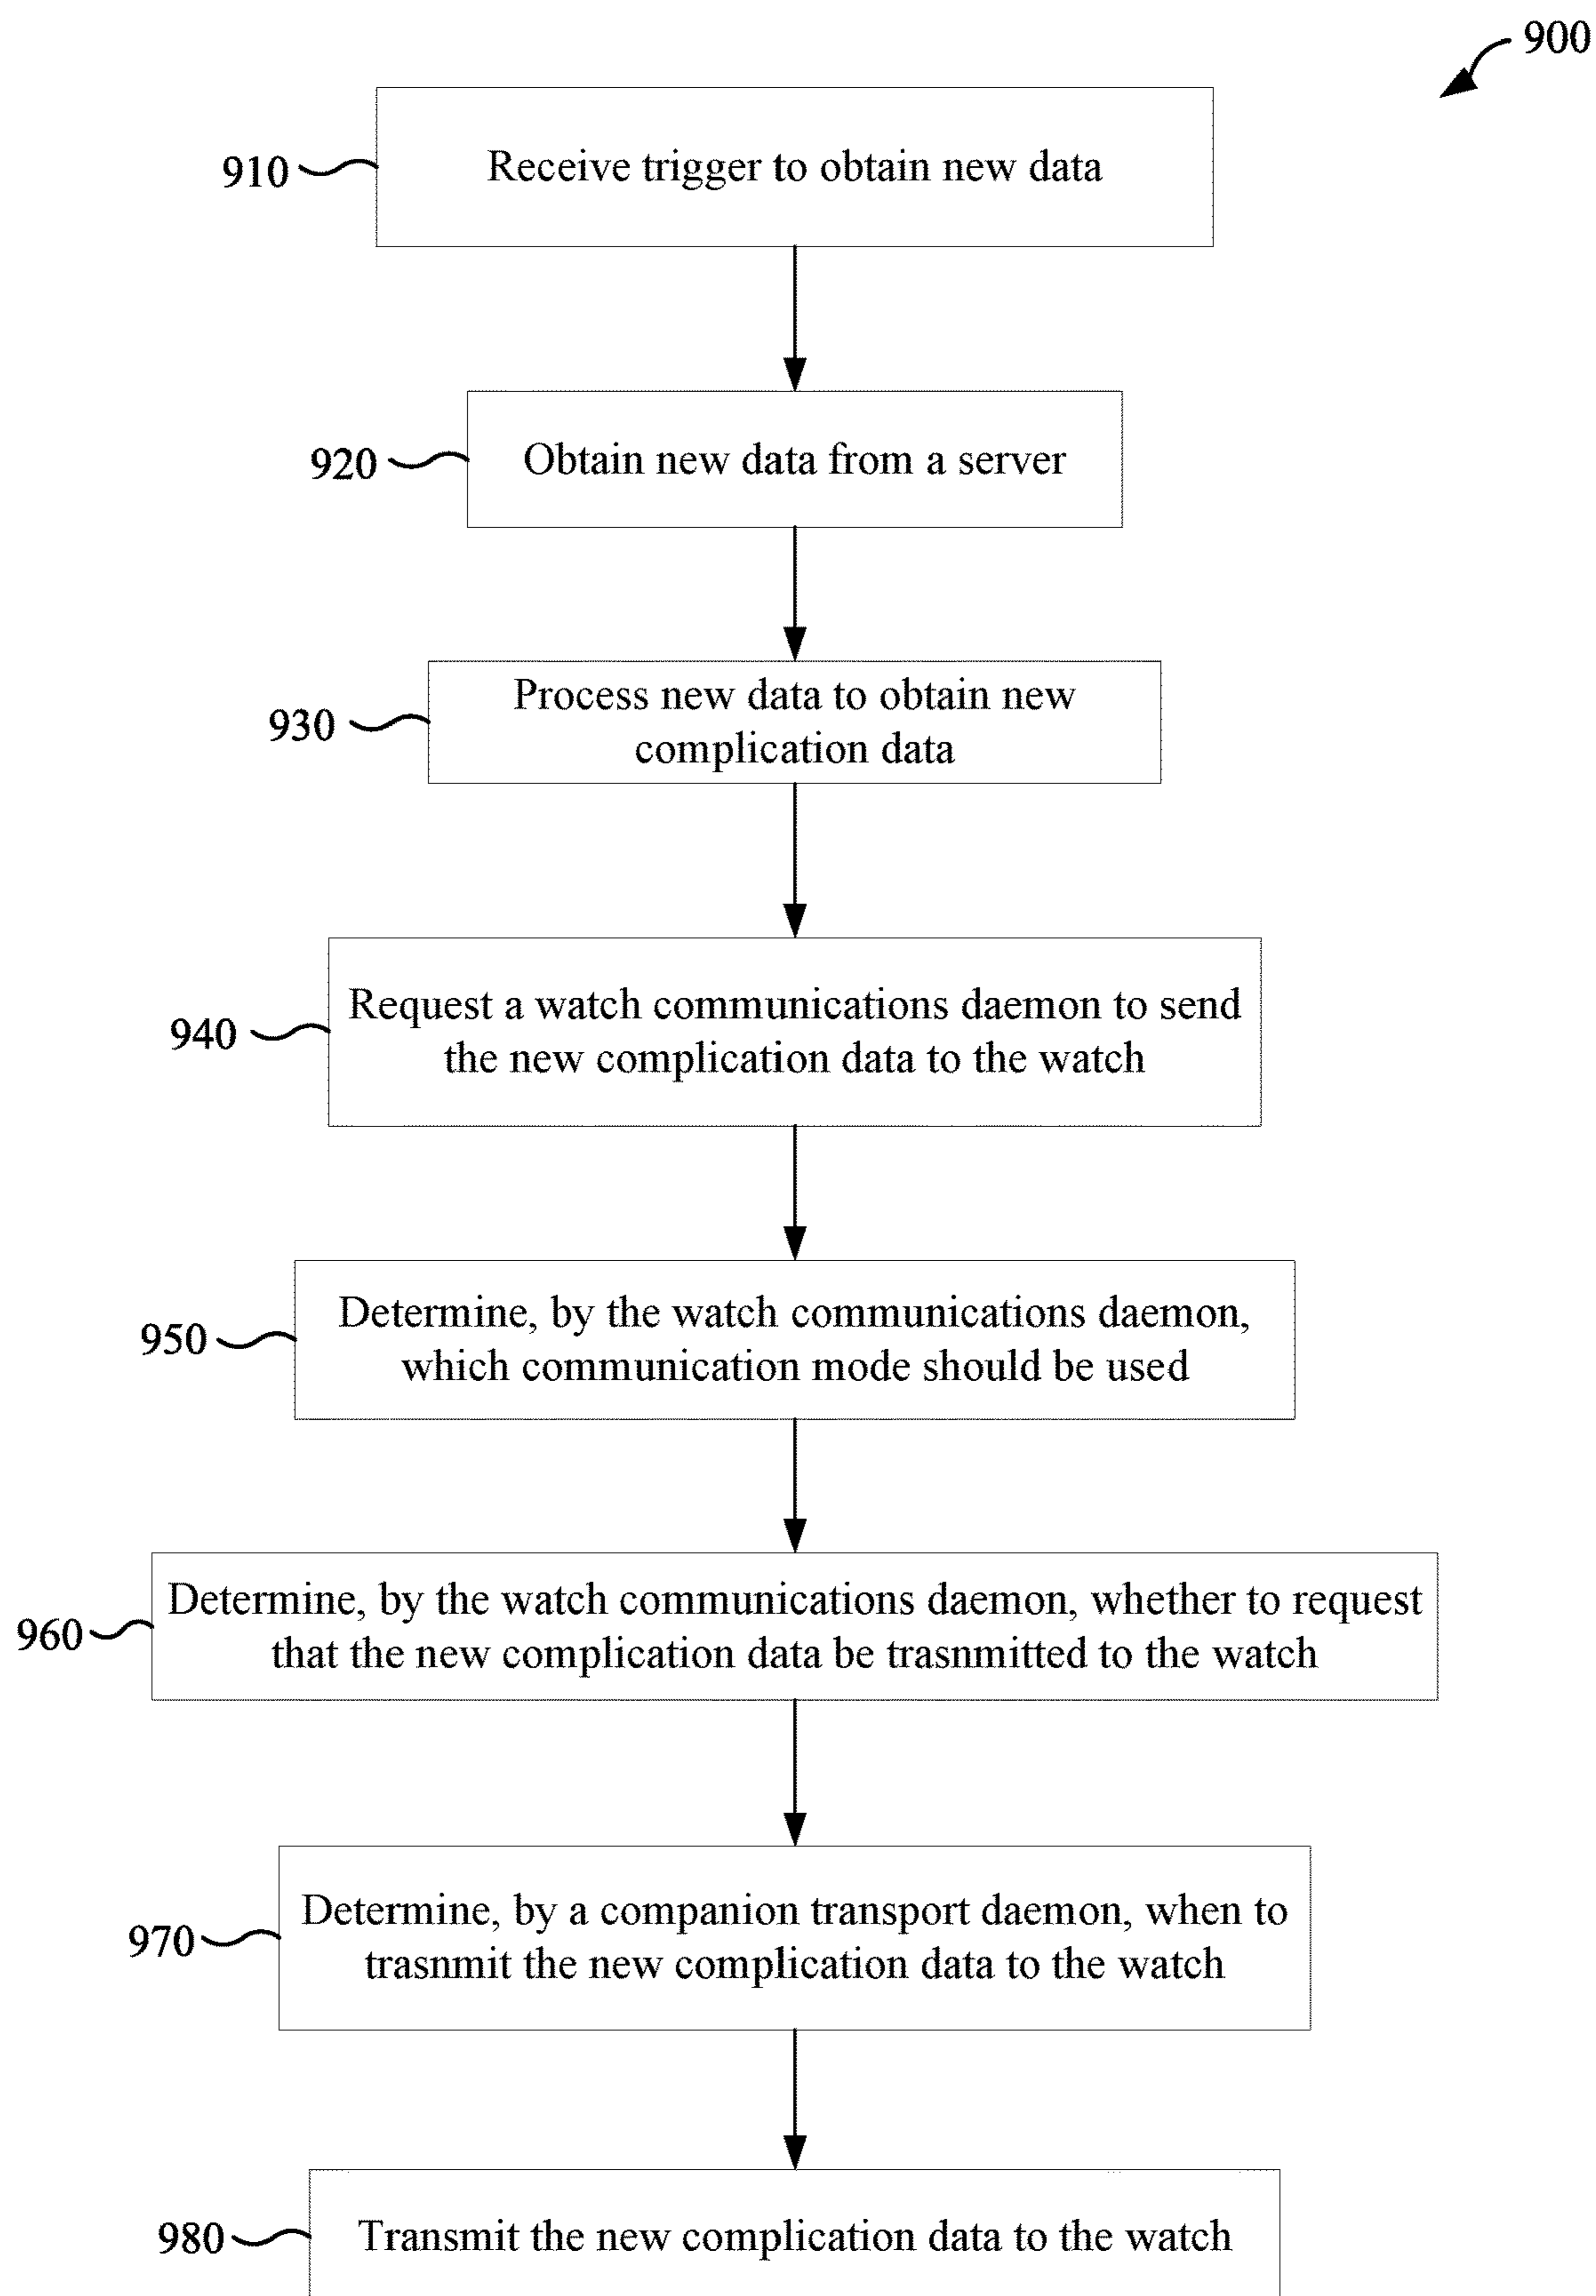 900
910
Receive trigger to obtain new data
920
Obtain new data from a server
930
Process new data to obtain new
complication data
940
Request a watch communications daemon to send
the new complication data to the watch
950
Determine, by the watch communications daemon,
which communication mode should be used
960
Determine, by the watch communications daemon, whether to request
that the new complication data be trasnmitted to the watch
970
Determine, by a companion transport daemon, when to
trasnmit the new complication data to the watch
980
Transmit the new complication data to the watch